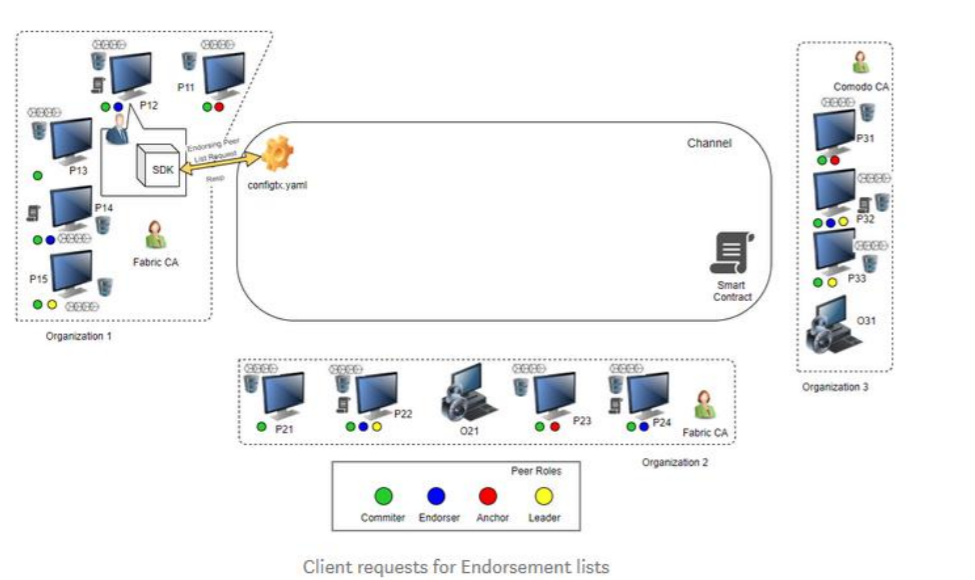 P12
P11
P13
SDK
Endorsing Peer
List Request
Resp
configtx.yaml
P14
Fabric CA
P15
Organization 1
Channel
Smart
Contract
Comodo CA
P31
P32
P33
O31
Organization 3
P21
P22
O21
P23
P24
Fabric CA
Organization 2
Peer Roles
Commiter
Endorser
Anchor
Leader
Client requests for Endorsement lists